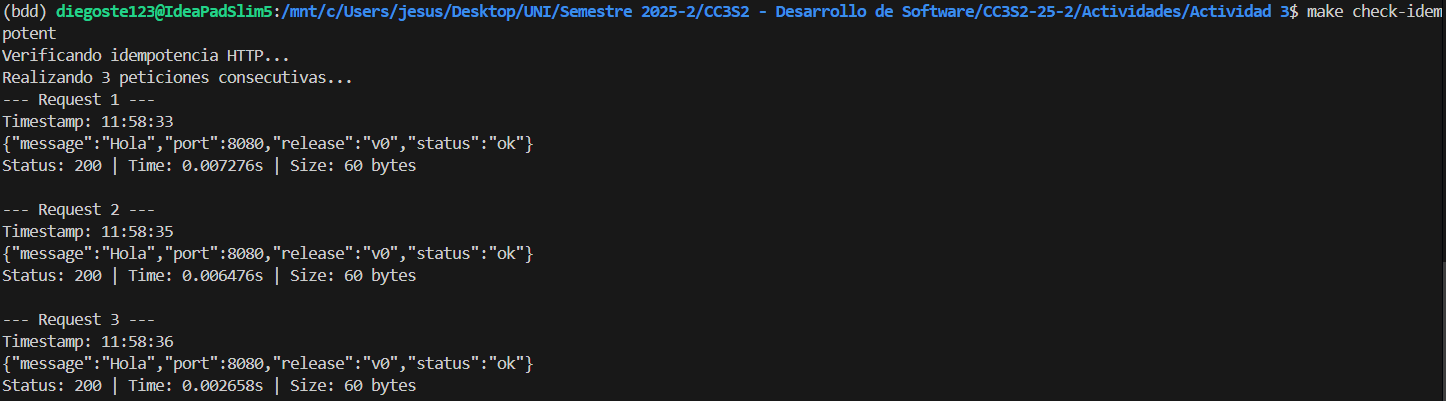 (bdd) diegoste123@IdeaPadSlim5:/mnt/c/Users/jesus/Desktop/UNI/Semestre 2025-2/CC3S2 - Desarrollo de Software/CC3S2-25-2/Actividades/Actividad 3$ make check-idem
potent
Verificando idempotencia HTTP...
Realizando 3 peticiones consecutivas...
--- Request 1 ---
Timestamp: 11:58:33
{"message":"Hola","port":8080,"release":"v0","status":"ok"}
Status: 200 | Time: 0.007276s | Size: 60 bytes

--- Request 2 ---
Timestamp: 11:58:35
{"message":"Hola","port":8080,"release":"v0","status":"ok"}
Status: 200 | Time: 0.006476s | Size: 60 bytes

--- Request 3 ---
Timestamp: 11:58:36
{"message":"Hola","port":8080,"release":"v0","status":"ok"}
Status: 200 | Time: 0.002658s | Size: 60 bytes